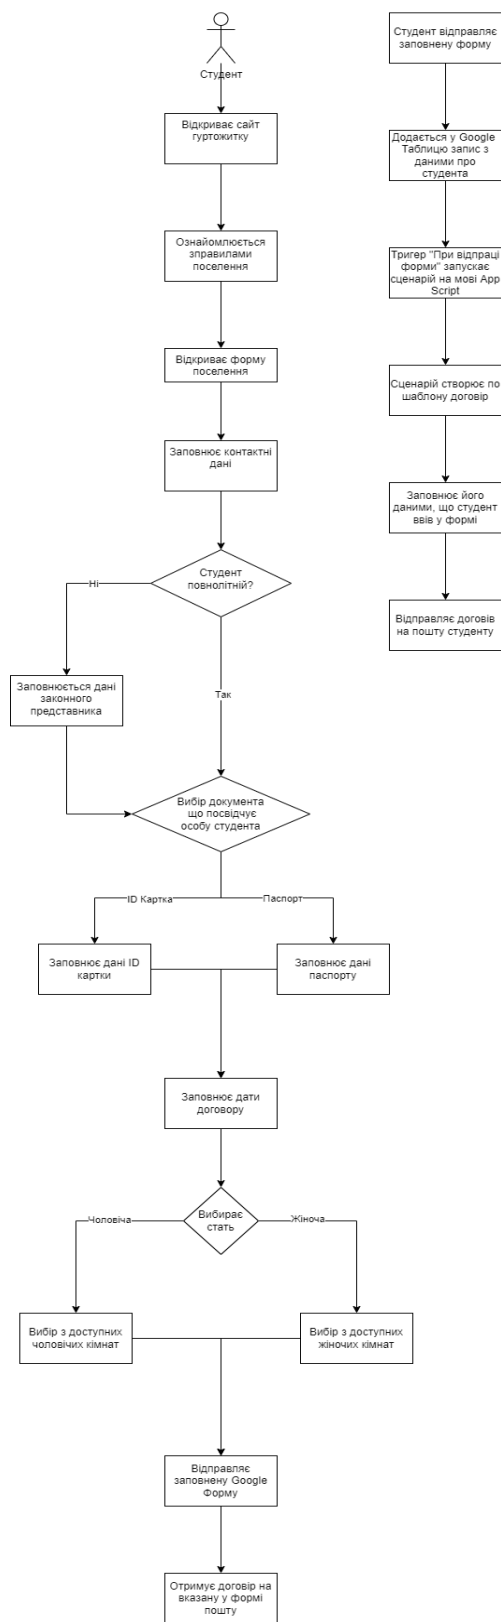 Студент
Відкриває сайт
гуртожитку
Ознайомлюється
зправилами
поселення
Відкриває форму
поселення
Заповнює контактні
дані
Студент
повнолітній?
Ні
Так
Заповнюється дані
законного
представника
Вибір документа
що посвідчує
особу студента
ID Картка
Паспорт
Заповнює дані ID
картки
Заповнює дані
паспорту
Заповнює дати
договору
Вибирає
стать
Чоловіча
Жіноча
Вибір з доступних
чоловічих кімнат
Вибір з доступних
жіночих кімнат
Відправляє
заповнену Google
Форму
Отримує договір на
вказану у формі
пошту
Студент відправляє
заповнену форму
Додається у Google
Таблицю запис з
даними про
студента
Тригер "При відпраці
форми" запускає
сценарій на мові App
Script
Сценарій створює по
шаблону договір
Заповнює його
даними, що студент
ввів у формі
Відправляє договів
на пошту студенту